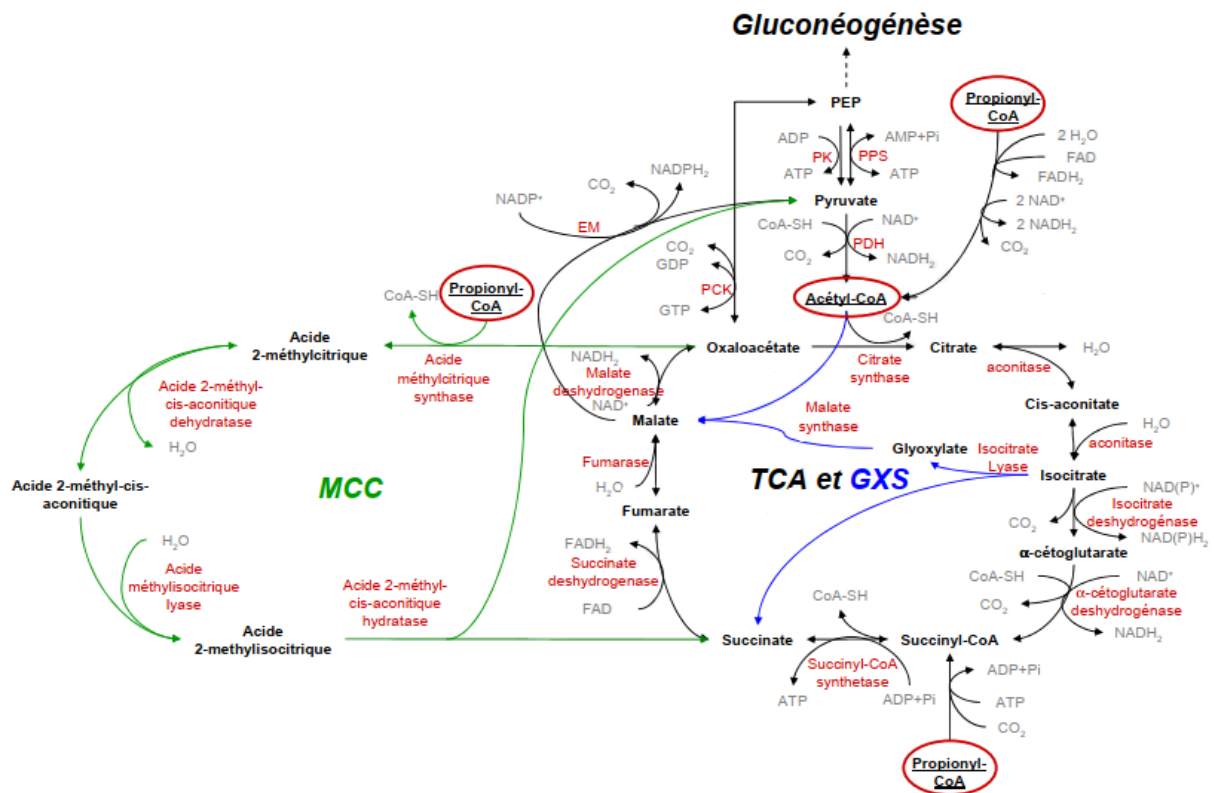 Gluconéogénèse
PEP
Propionyl-
CoA
ADP
AMP+Pi
2 H₂O
PK
PPS
FAD
ATP
ATP
FADH₂
NADPH₂
CO₂
NADP⁺
Pyruvate
2 NAD⁺
EM
CoA-SH
NAD⁺
2 NADH₂
CO₂
PDH
CO₂
CO₂
NADH₂
GDP
PCK
Propionyl-
CoA
CoA-SH
GTP
Acétyl-CoA
CoA-SH
Acide
2-méthylcitrique
Oxaloacétate
Citrate
H₂O
Acide
méthylcitrique
synthase
NADH₂
Malate
deshydrogenase
NAD⁺
Citrate
synthase
aconitase
Acide 2-méthyl-
cis-aconitique
dehydratase
H₂O
Malate
Malate
synthase
Cis-aconitate
H₂O
aconitase
Glyoxylate
Isocitrate
Lyase
Isocitrate
Acide 2-méthyl-cis-
aconitique
MCC
Fumarase
H₂O
TCA et GXS
NAD(P)⁺
Isocitrate
deshydrogénase
CO₂
NAD(P)H₂
Fumarate
α-cétoglutarate
H₂O
Acide
méthylisocitrique
lyase
FADH₂
Succinate
deshydrogenase
FAD
CoA-SH
NAD⁺
α-cétoglutarate
deshydrogénase
CO₂
NADH₂
Acide 2-méthyl-
cis-aconitique
hydratase
CoA-SH
Acide
2-methylisocitrique
Succinate
Succinyl-CoA
Succinyl-CoA
synthetase
ATP
ADP+Pi
ADP+Pi
ATP
CO₂
Propionyl-
CoA